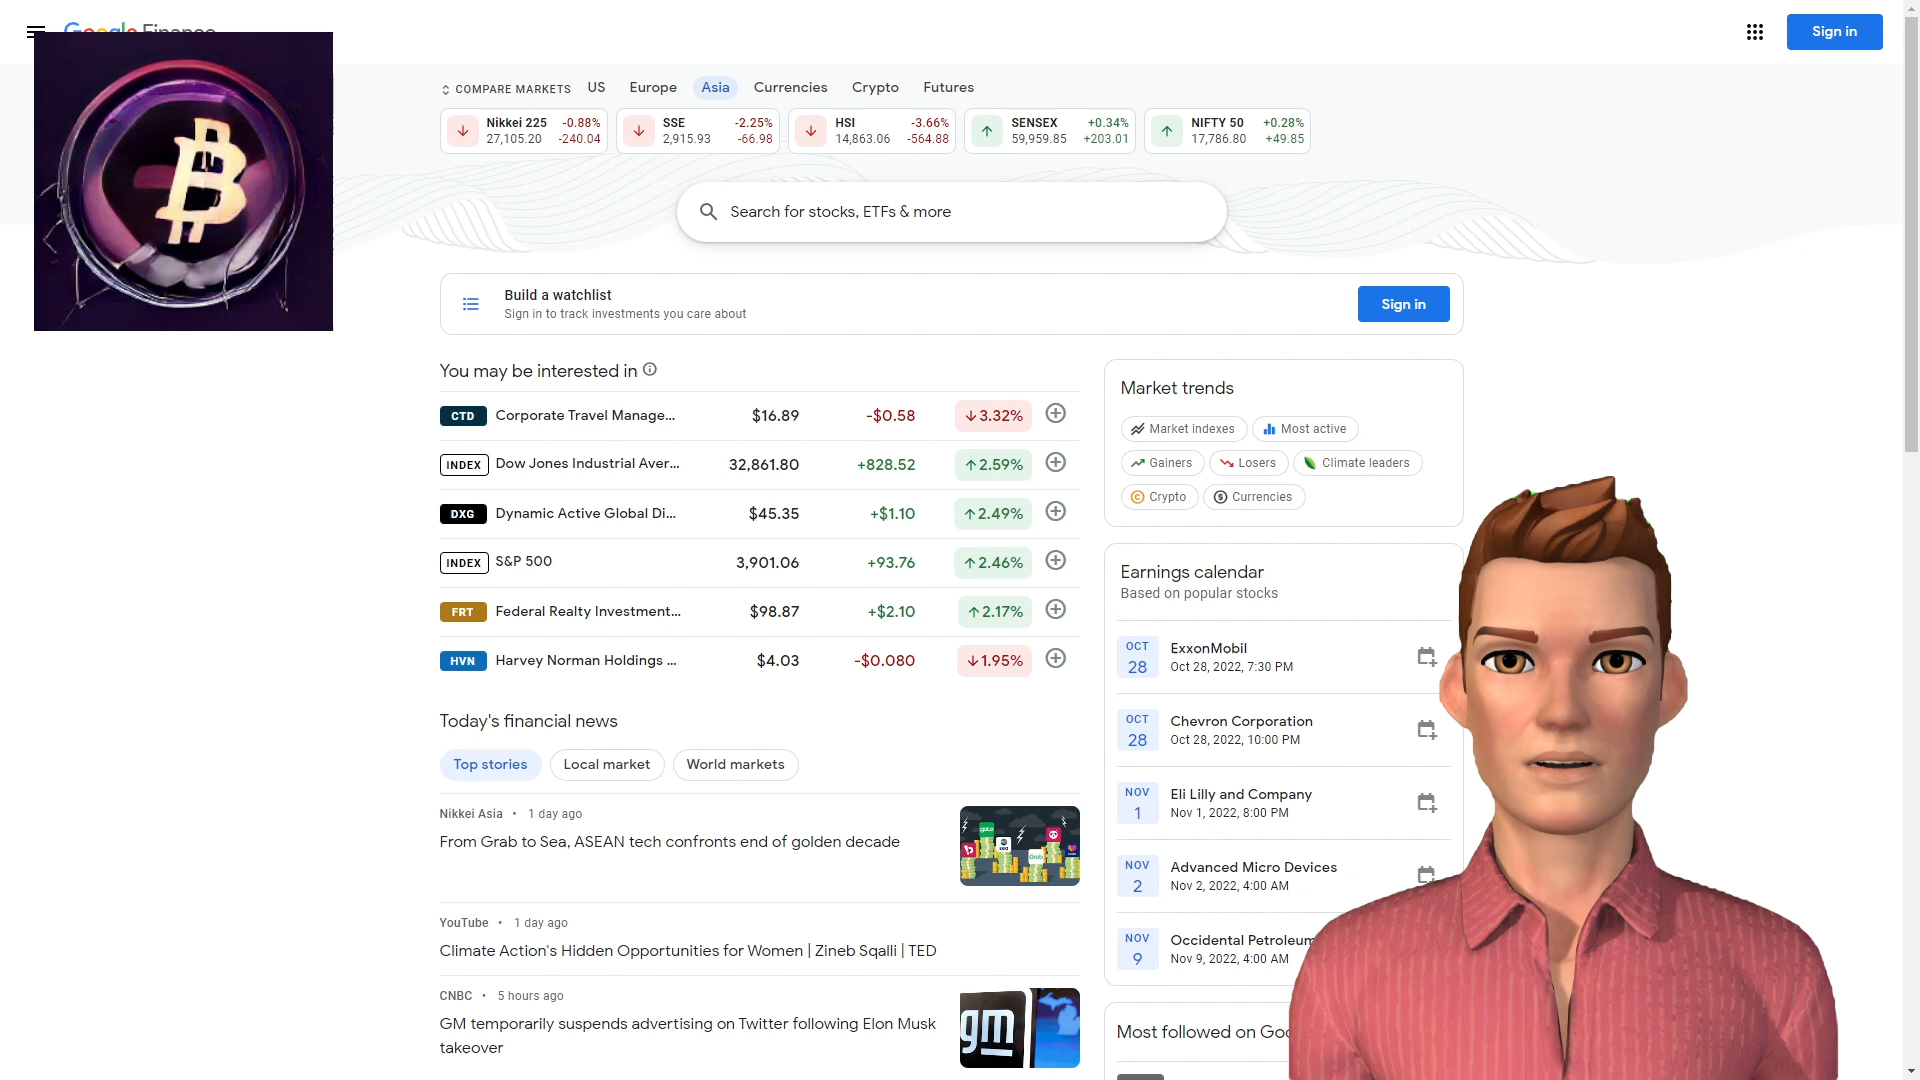 Google Finance
Sign in
COMPARE MARKETS
US
Europe
Asia
Currencies
Crypto
Futures
Nikkei 225 -0.88%
27,105.20 -240.04
SSE -2.25%
2,915.93 -66.98
HSI -3.66%
14,863.06 -564.88
SENSEX +0.34%
59,959.85 +203.01
NIFTY 50 +0.28%
17,786.80 +49.85
Search for stocks, ETFs & more
Build a watchlist
Sign in to track investments you care about
Sign in
You may be interested in
CTD Corporate Travel Manage... $16.89 -$0.58 3.32%
INDEX Dow Jones Industrial Aver... 32,861.80 +828.52 2.59%
DXG Dynamic Active Global Di... $45.35 +$1.10 2.49%
INDEX S&P 500 3,901.06 +93.76 2.46%
FRT Federal Realty Investment... $98.87 +$2.10 2.17%
HVN Harvey Norman Holdings ... $4.03 -$0.080 1.95%
Today's financial news
Top stories
Local market
World markets
Nikkei Asia • 1 day ago
From Grab to Sea, ASEAN tech confronts end of golden decade
YouTube • 1 day ago
Climate Action's Hidden Opportunities for Women | Zineb Sqalli | TED
CNBC • 5 hours ago
GM temporarily suspends advertising on Twitter following Elon Musk
takeover
gm
Market trends
Market indexes
Most active
Gainers
Losers
Climate leaders
Crypto
Currencies
Earnings calendar
Based on popular stocks
OCT
28
ExxonMobil
Oct 28, 2022, 7:30 PM
OCT
28
Chevron Corporation
Oct 28, 2022, 10:00 PM
NOV
1
Eli Lilly and Company
Nov 1, 2022, 8:00 PM
NOV
2
Advanced Micro Devices
Nov 2, 2022, 4:00 AM
NOV
9
Occidental Petroleum
Nov 9, 2022, 4:00 AM
Most followed on